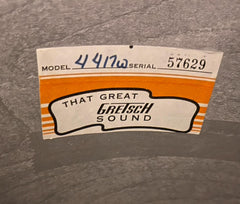 MODEL 4417W SERIAL 57629
THAT GREAT
GRETSCH
SOUND